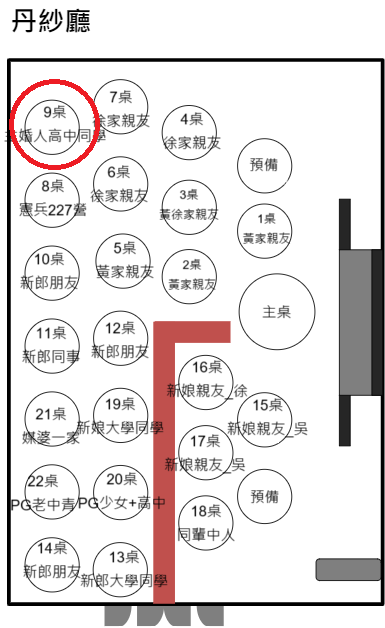 丹紗廳
7桌
徐家親友
9桌
主婚人高中同學
4桌
徐家親友
預備
6桌
徐家親友
8桌
憲兵227營
3桌
黃徐家親友
1桌
黃家親友
5桌
黃家親友
10桌
新郎朋友
2桌
黃家親友
主桌
12桌
新郎朋友
11桌
新郎同事
16桌
新娘親友_徐
19桌
新娘大學同學
15桌
新娘親友_吳
21桌
媒婆一家
17桌
新娘親友_吳
22桌
PG老中青
20桌
PG少女+高中
預備
18桌
同輩中人
14桌
新郎朋友
13桌
新郎大學同學